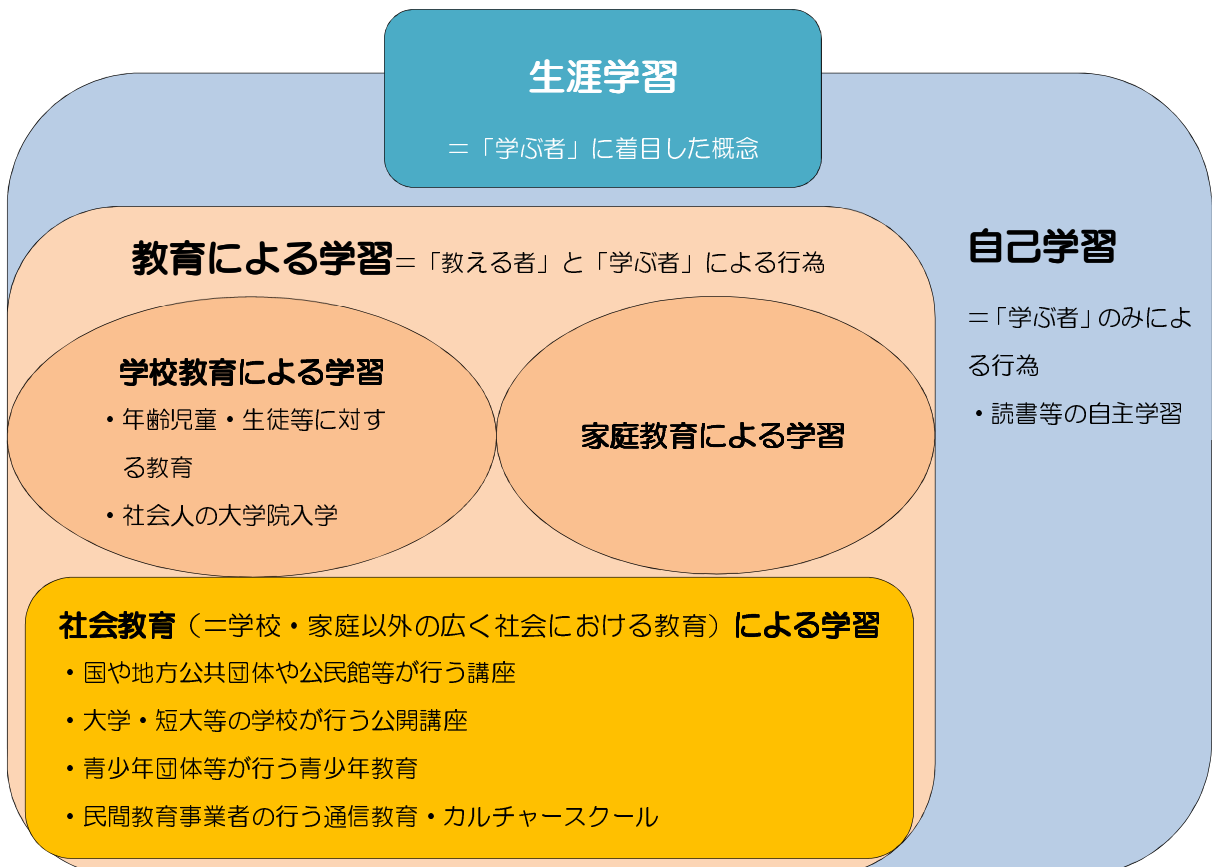 生涯学習
＝「学ぶ者」に着目した概念
教育による学習＝「教える者」と「学ぶ者」による行為
学校教育による学習
・年齢児童・生徒等に対す
る教育
・社会人の大学院入学
家庭教育による学習
自己学習
＝「学ぶ者」のみによ
る行為
・読書等の自主学習
社会教育（＝学校・家庭以外の広く社会における教育）による学習
・国や地方公共団体や公民館等が行う講座
・大学・短大等の学校が行う公開講座
・青少年団体等が行う青少年教育
・民間教育事業者の行う通信教育・カルチャースクール